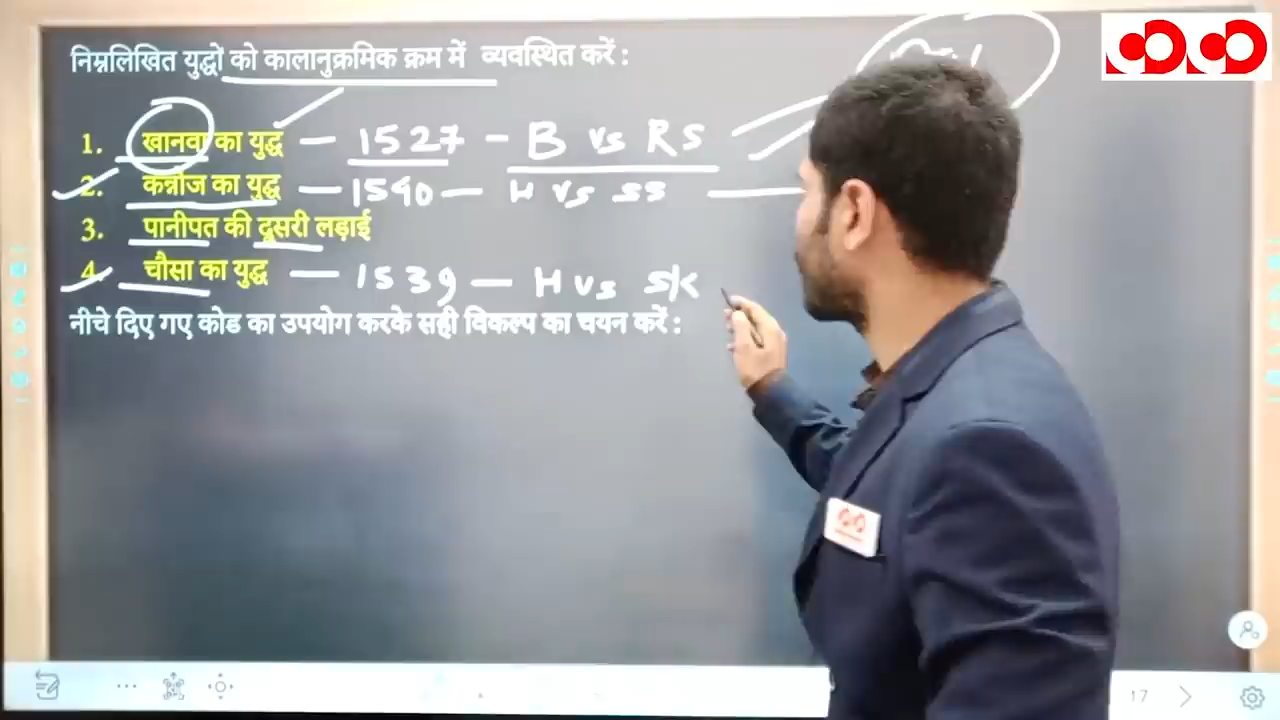 निम्नलिखित युद्धों को कालानुक्रमिक क्रम में व्यवस्थित करें :
1. खानवा का युद्ध — 1527 — B vs RS
2. कन्नौज का युद्ध — 1540 — H vs SS
3. पानीपत की दूसरी लड़ाई
4. चौसा का युद्ध — 1539 — H vs SK
नीचे दिए गए कोड का उपयोग करके सही विकल्प का चयन करें :
17